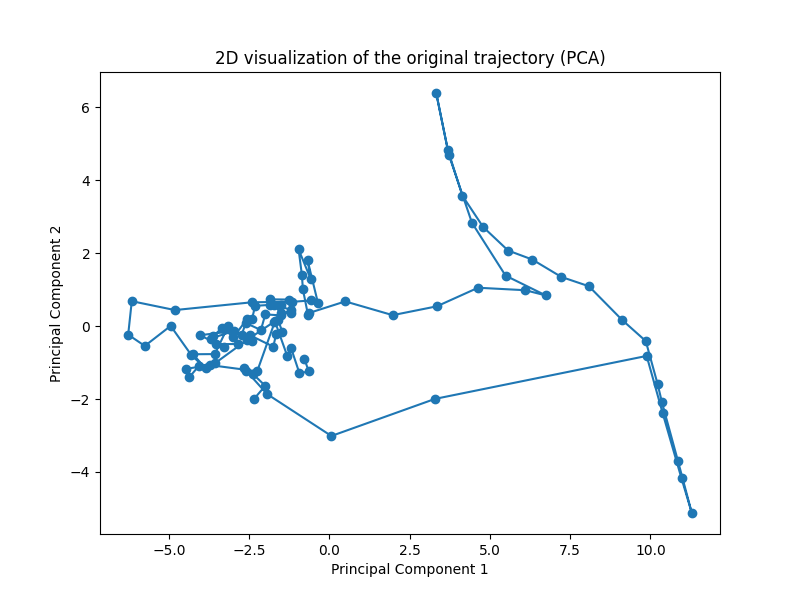 2D visualization of the original trajectory (PCA)
6
4
2
0
−2
−4
Principal Component 2
−5.0 −2.5 0.0 2.5 5.0 7.5 10.0
Principal Component 1